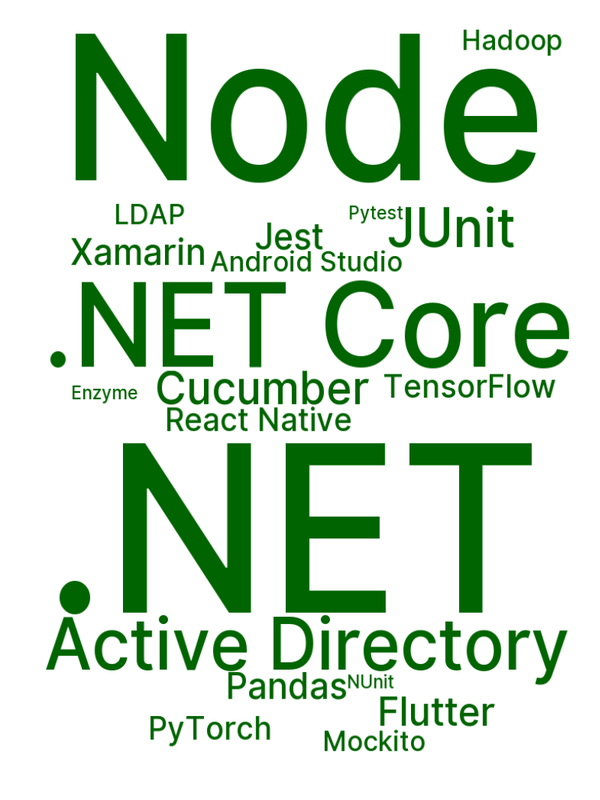 Hadoop
Node
LDAP
Pytest
JUnit
Jest
Xamarin
Android Studio
.NET Core
Enzyme
Cucumber
TensorFlow
React Native
.NET
Active Directory
Pandas
NUnit
Flutter
PyTorch
Mockito